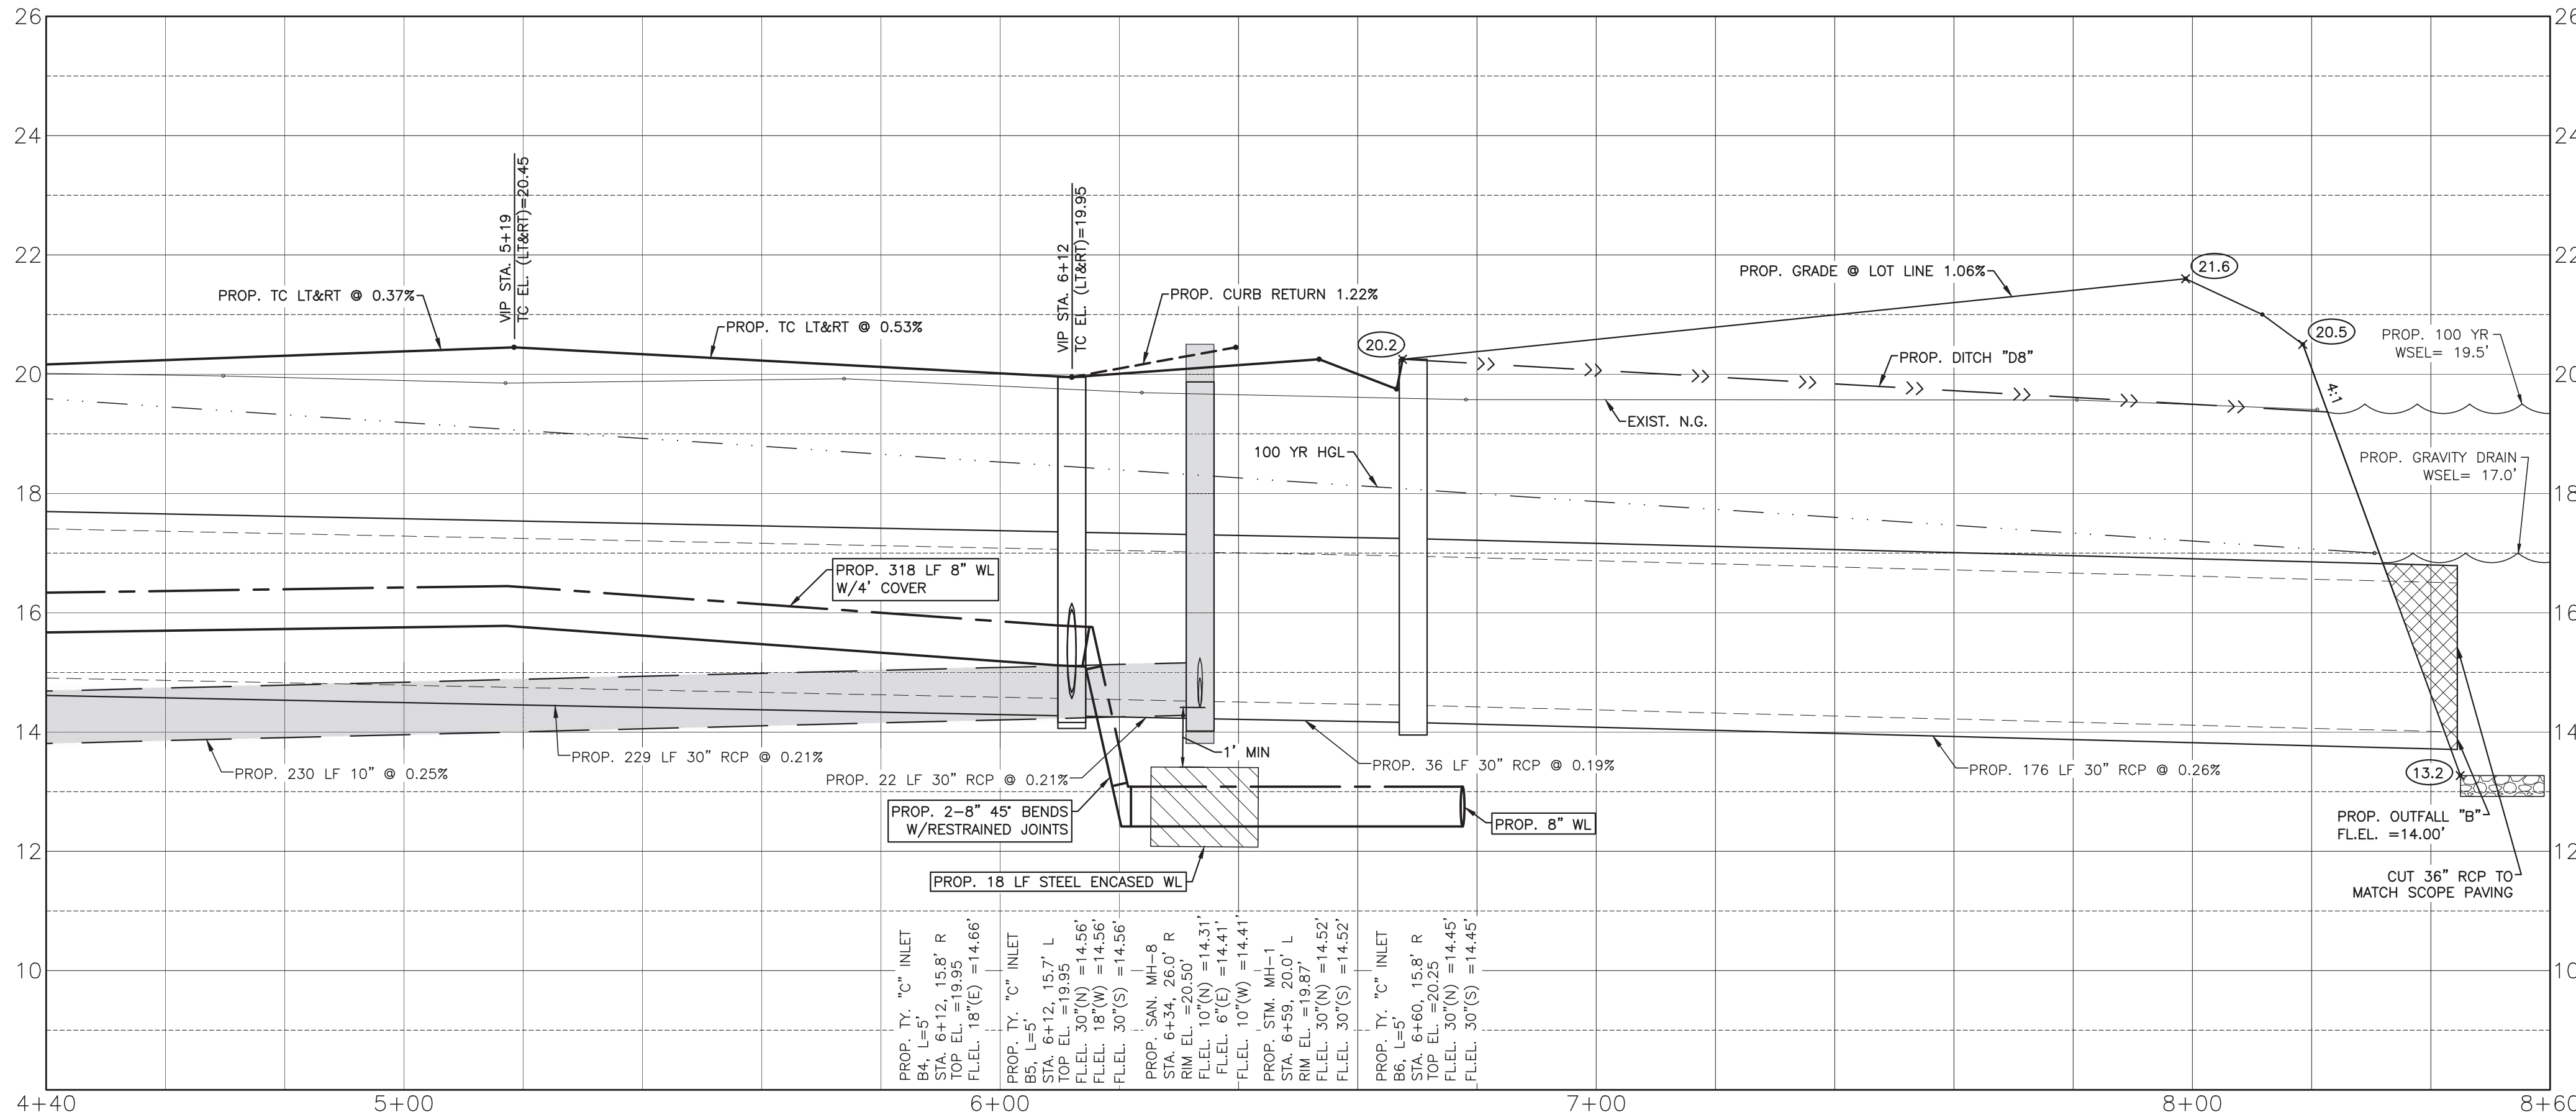 26
24
22
20
18
16
14
12
10
26
24
22
20
18
16
14
12
10
4+40
5+00
6+00
7+00
8+00
8+60
PROP. TC LT&RT @ 0.37%
VIP STA. 5+19
TC EL. (LT&RT)=20.45
PROP. TC LT&RT @ 0.53%
VIP STA. 6+12
TC EL. (LT&RT)=19.95
PROP. CURB RETURN 1.22%
20.2
PROP. GRADE @ LOT LINE 1.06%
21.6
20.5
PROP. 100 YR
WSEL= 19.5'
PROP. DITCH "D8"
4:1
EXIST. N.G.
100 YR HGL
PROP. GRAVITY DRAIN
WSEL= 17.0'
PROP. 318 LF 8" WL
W/4' COVER
PROP. 230 LF 10" @ 0.25%
PROP. 229 LF 30" RCP @ 0.21%
PROP. 22 LF 30" RCP @ 0.21%
1' MIN
PROP. 36 LF 30" RCP @ 0.19%
PROP. 176 LF 30" RCP @ 0.26%
13.2
PROP. 2-8" 45° BENDS
W/RESTRAINED JOINTS
PROP. 8" WL
PROP. OUTFALL "B"
FL.EL. =14.00'
PROP. 18 LF STEEL ENCASED WL
CUT 36" RCP TO
MATCH SCOPE PAVING
PROP. TY. "C" INLET
B4, L=5'
STA. 6+12, 15.8' R
TOP EL. =19.95
FL.EL. 18"(E) =14.66'
PROP. TY. "C" INLET
B5, L=5'
STA. 6+12, 15.7' L
TOP EL. =19.95
FL.EL. 30"(N) =14.56'
FL.EL. 18"(W) =14.56'
FL.EL. 30"(S) =14.56'
PROP. SAN. MH-8
STA. 6+34, 26.0' R
RIM EL. =20.50'
FL.EL. 10"(N) =14.31'
FL.EL. 6"(E) =14.41'
FL.EL. 10"(W) =14.41'
PROP. STM. MH-1
STA. 6+59, 20.0' L
RIM EL. =19.87'
FL.EL. 30"(N) =14.52'
FL.EL. 30"(S) =14.52'
PROP. TY. "C" INLET
B6, L=5'
STA. 6+60, 15.8' R
TOP EL. =20.25
FL.EL. 30"(N) =14.45'
FL.EL. 30"(S) =14.45'